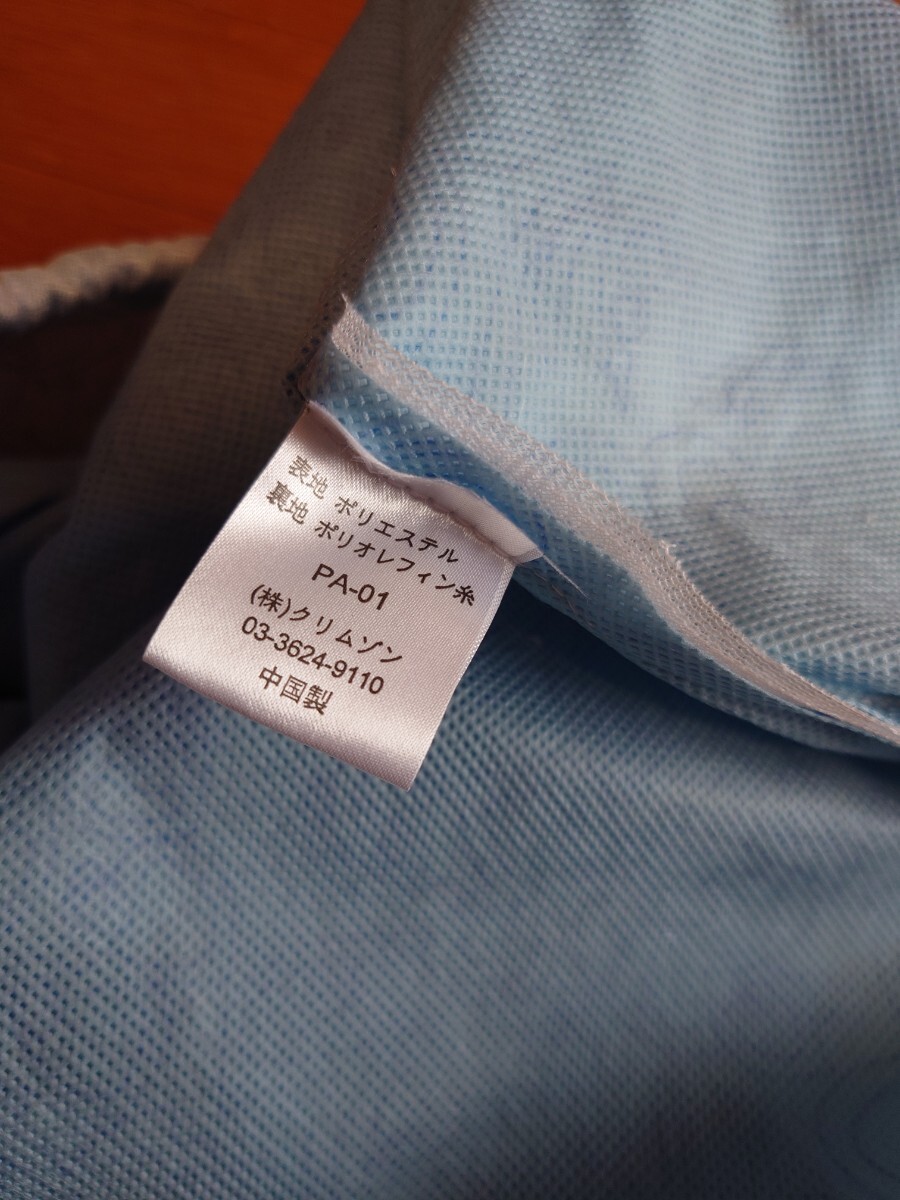 表地 ポリエステル
裏地 ポリオレフィン糸
PA-01
(株)クリムゾン
03-3624-9110
中国製